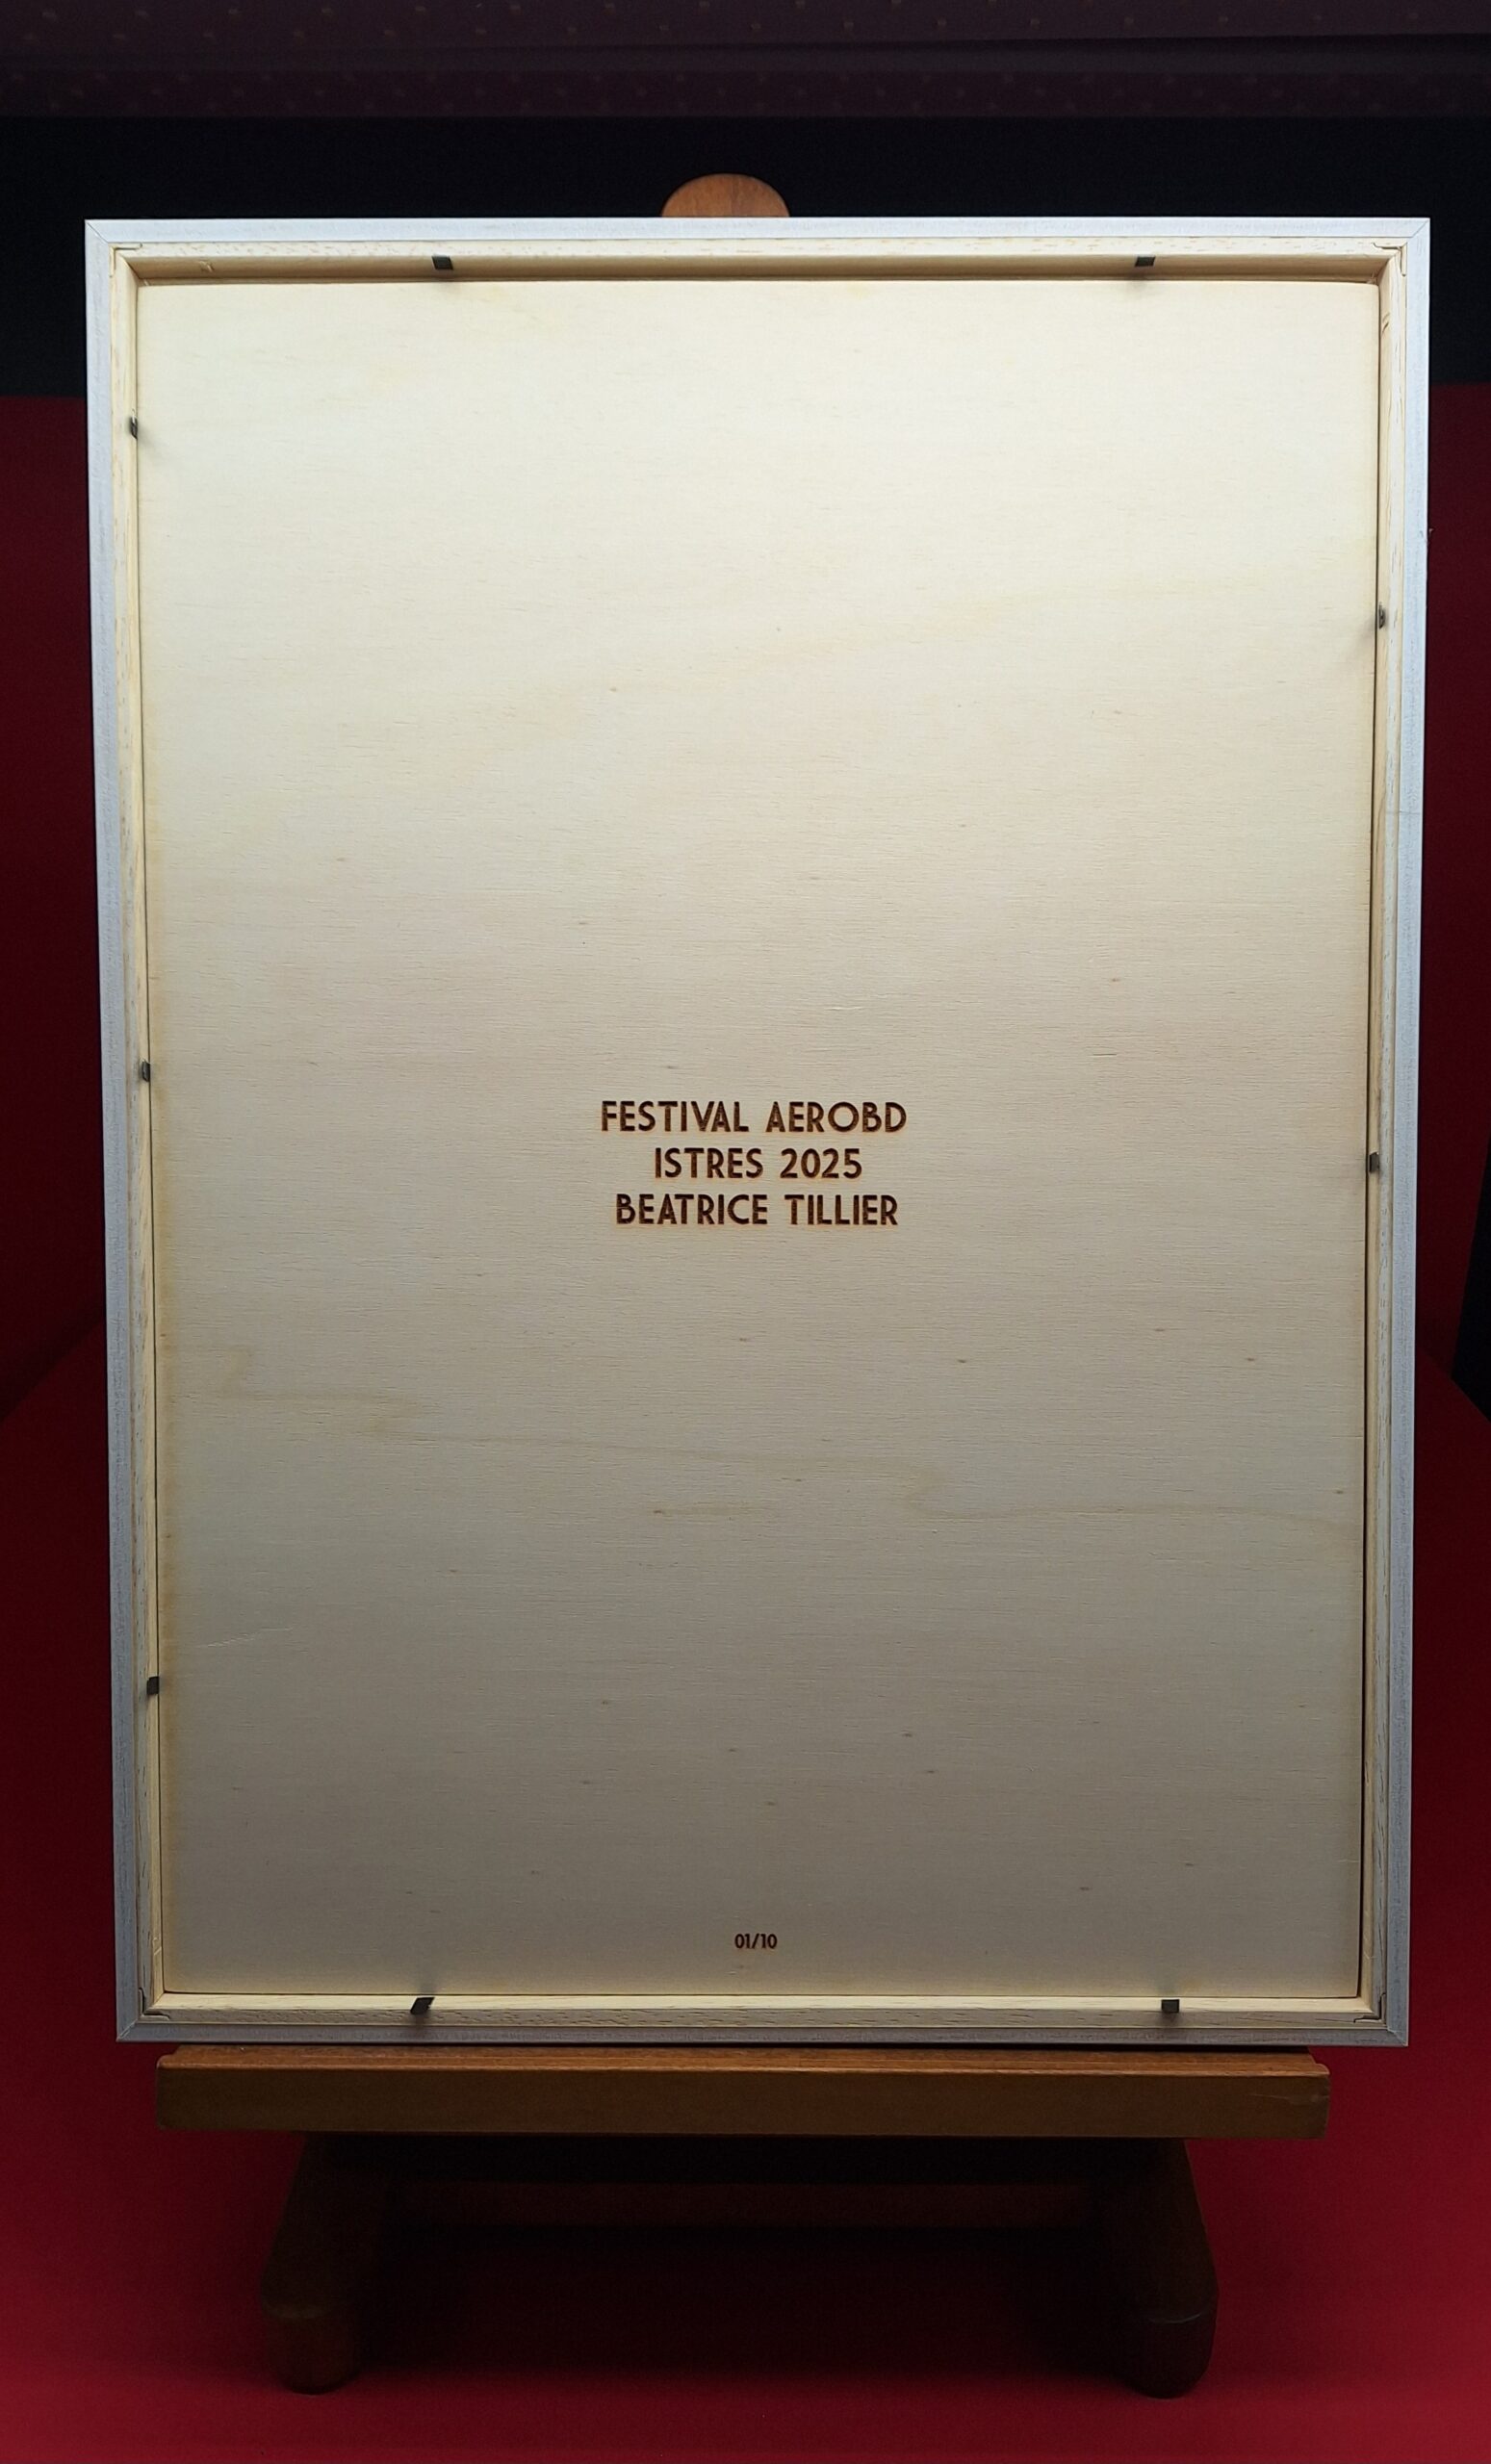 FESTIVAL AEROBD
ISTRES 2025
BEATRICE TILLIER
01/10